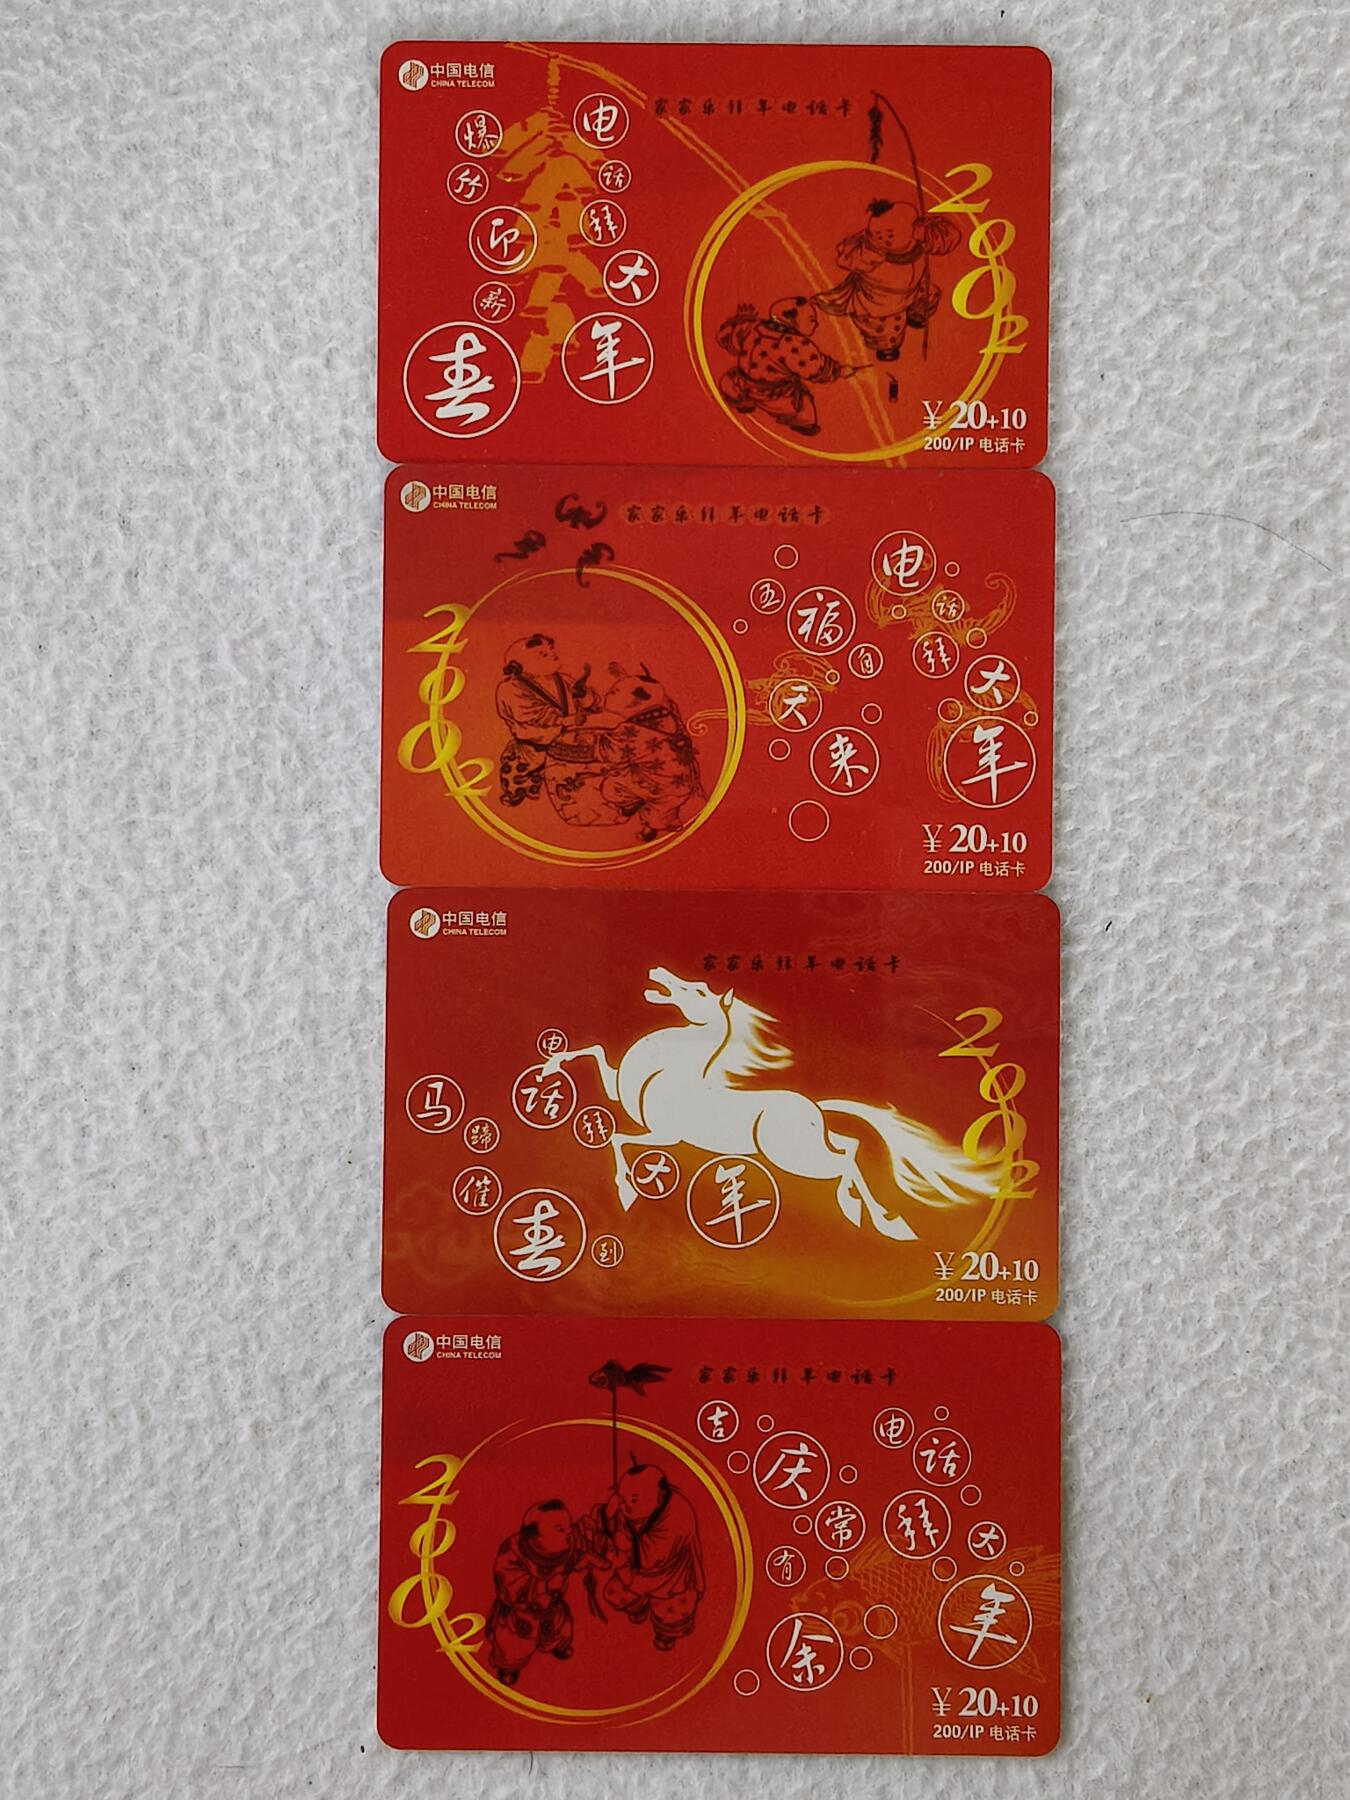 中国电信
CHINA TELECOM
家家乐拜年电话卡
爆竹迎新春
电话拜大年
2002
¥20+10
200/IP 电话卡
中国电信
CHINA TELECOM
家家乐拜年电话卡
2002
五福自天来
电话拜大年
¥20+10
200/IP 电话卡
中国电信
CHINA TELECOM
家家乐拜年电话卡
马蹄催春到
电话拜大年
2002
¥20+10
200/IP 电话卡
中国电信
CHINA TELECOM
家家乐拜年电话卡
2002
吉庆常有余
电话拜大年
¥20+10
200/IP 电话卡